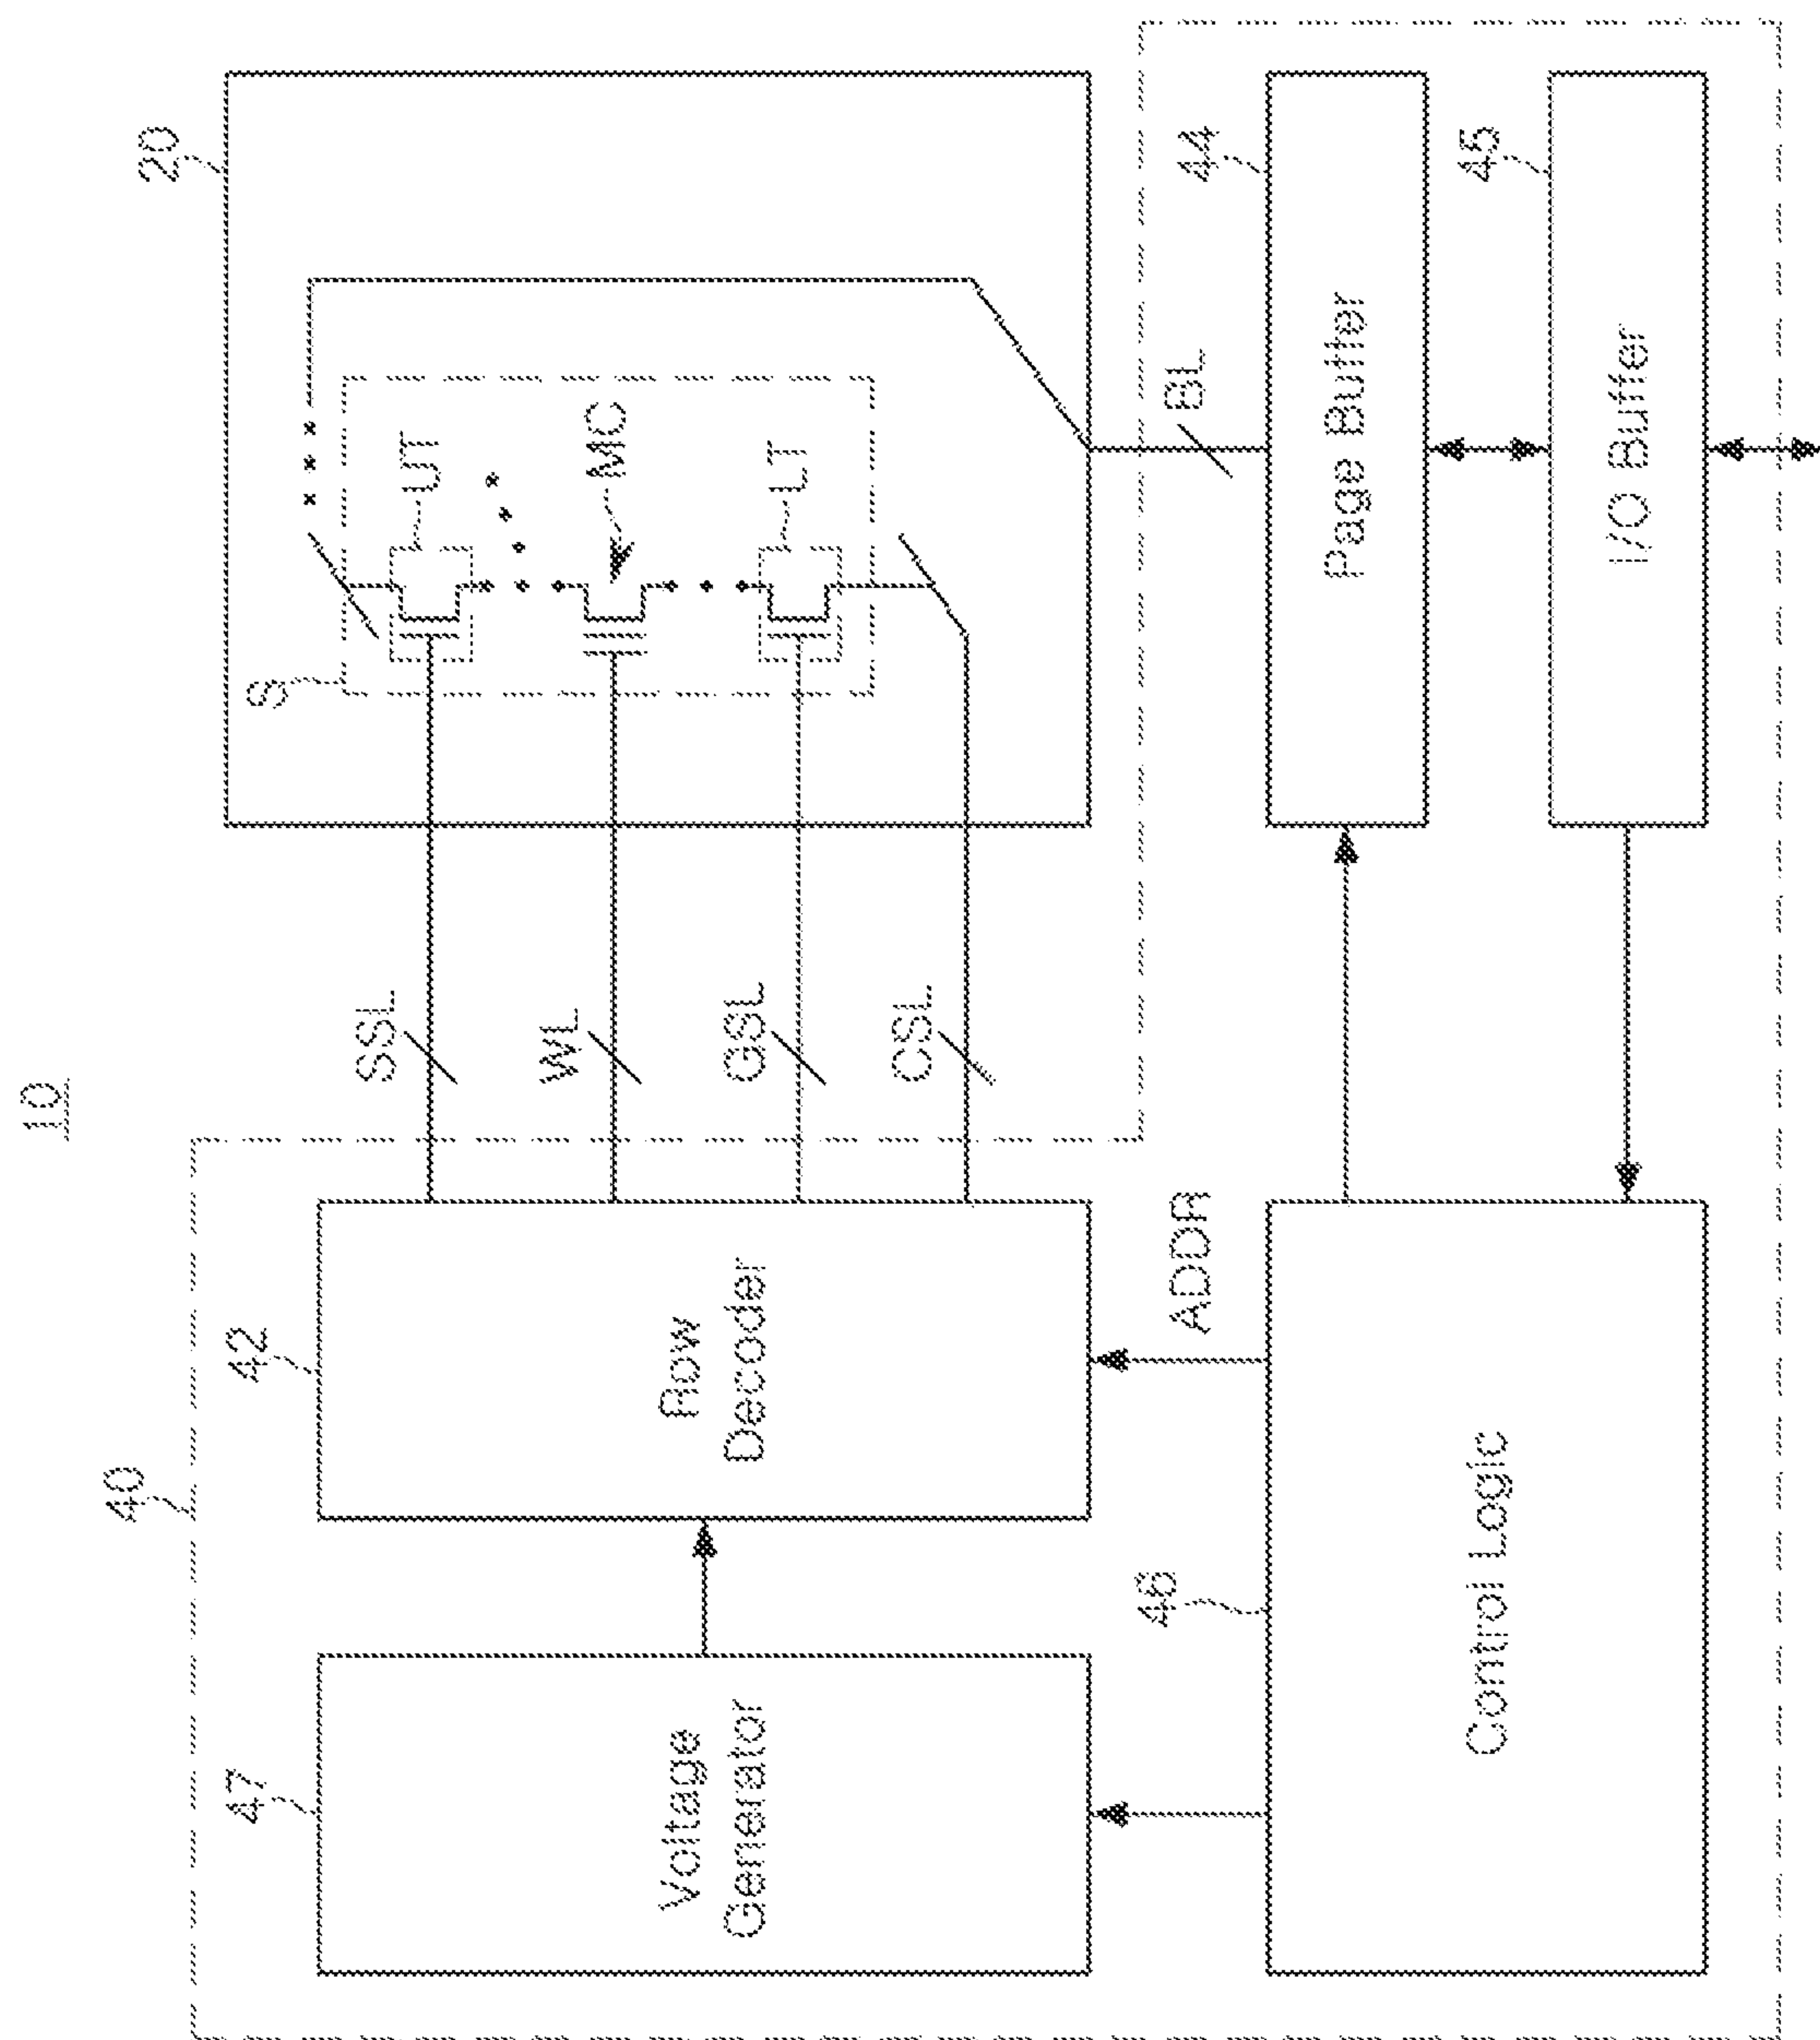 10
40
47
Voltage
Generator
42
Row
Decoder
SSL
WL
GSL
CSL
20
S
UT
MC
LT
46
Control Logic
ADDR
BL
44
Page Buffer
45
I/O Buffer